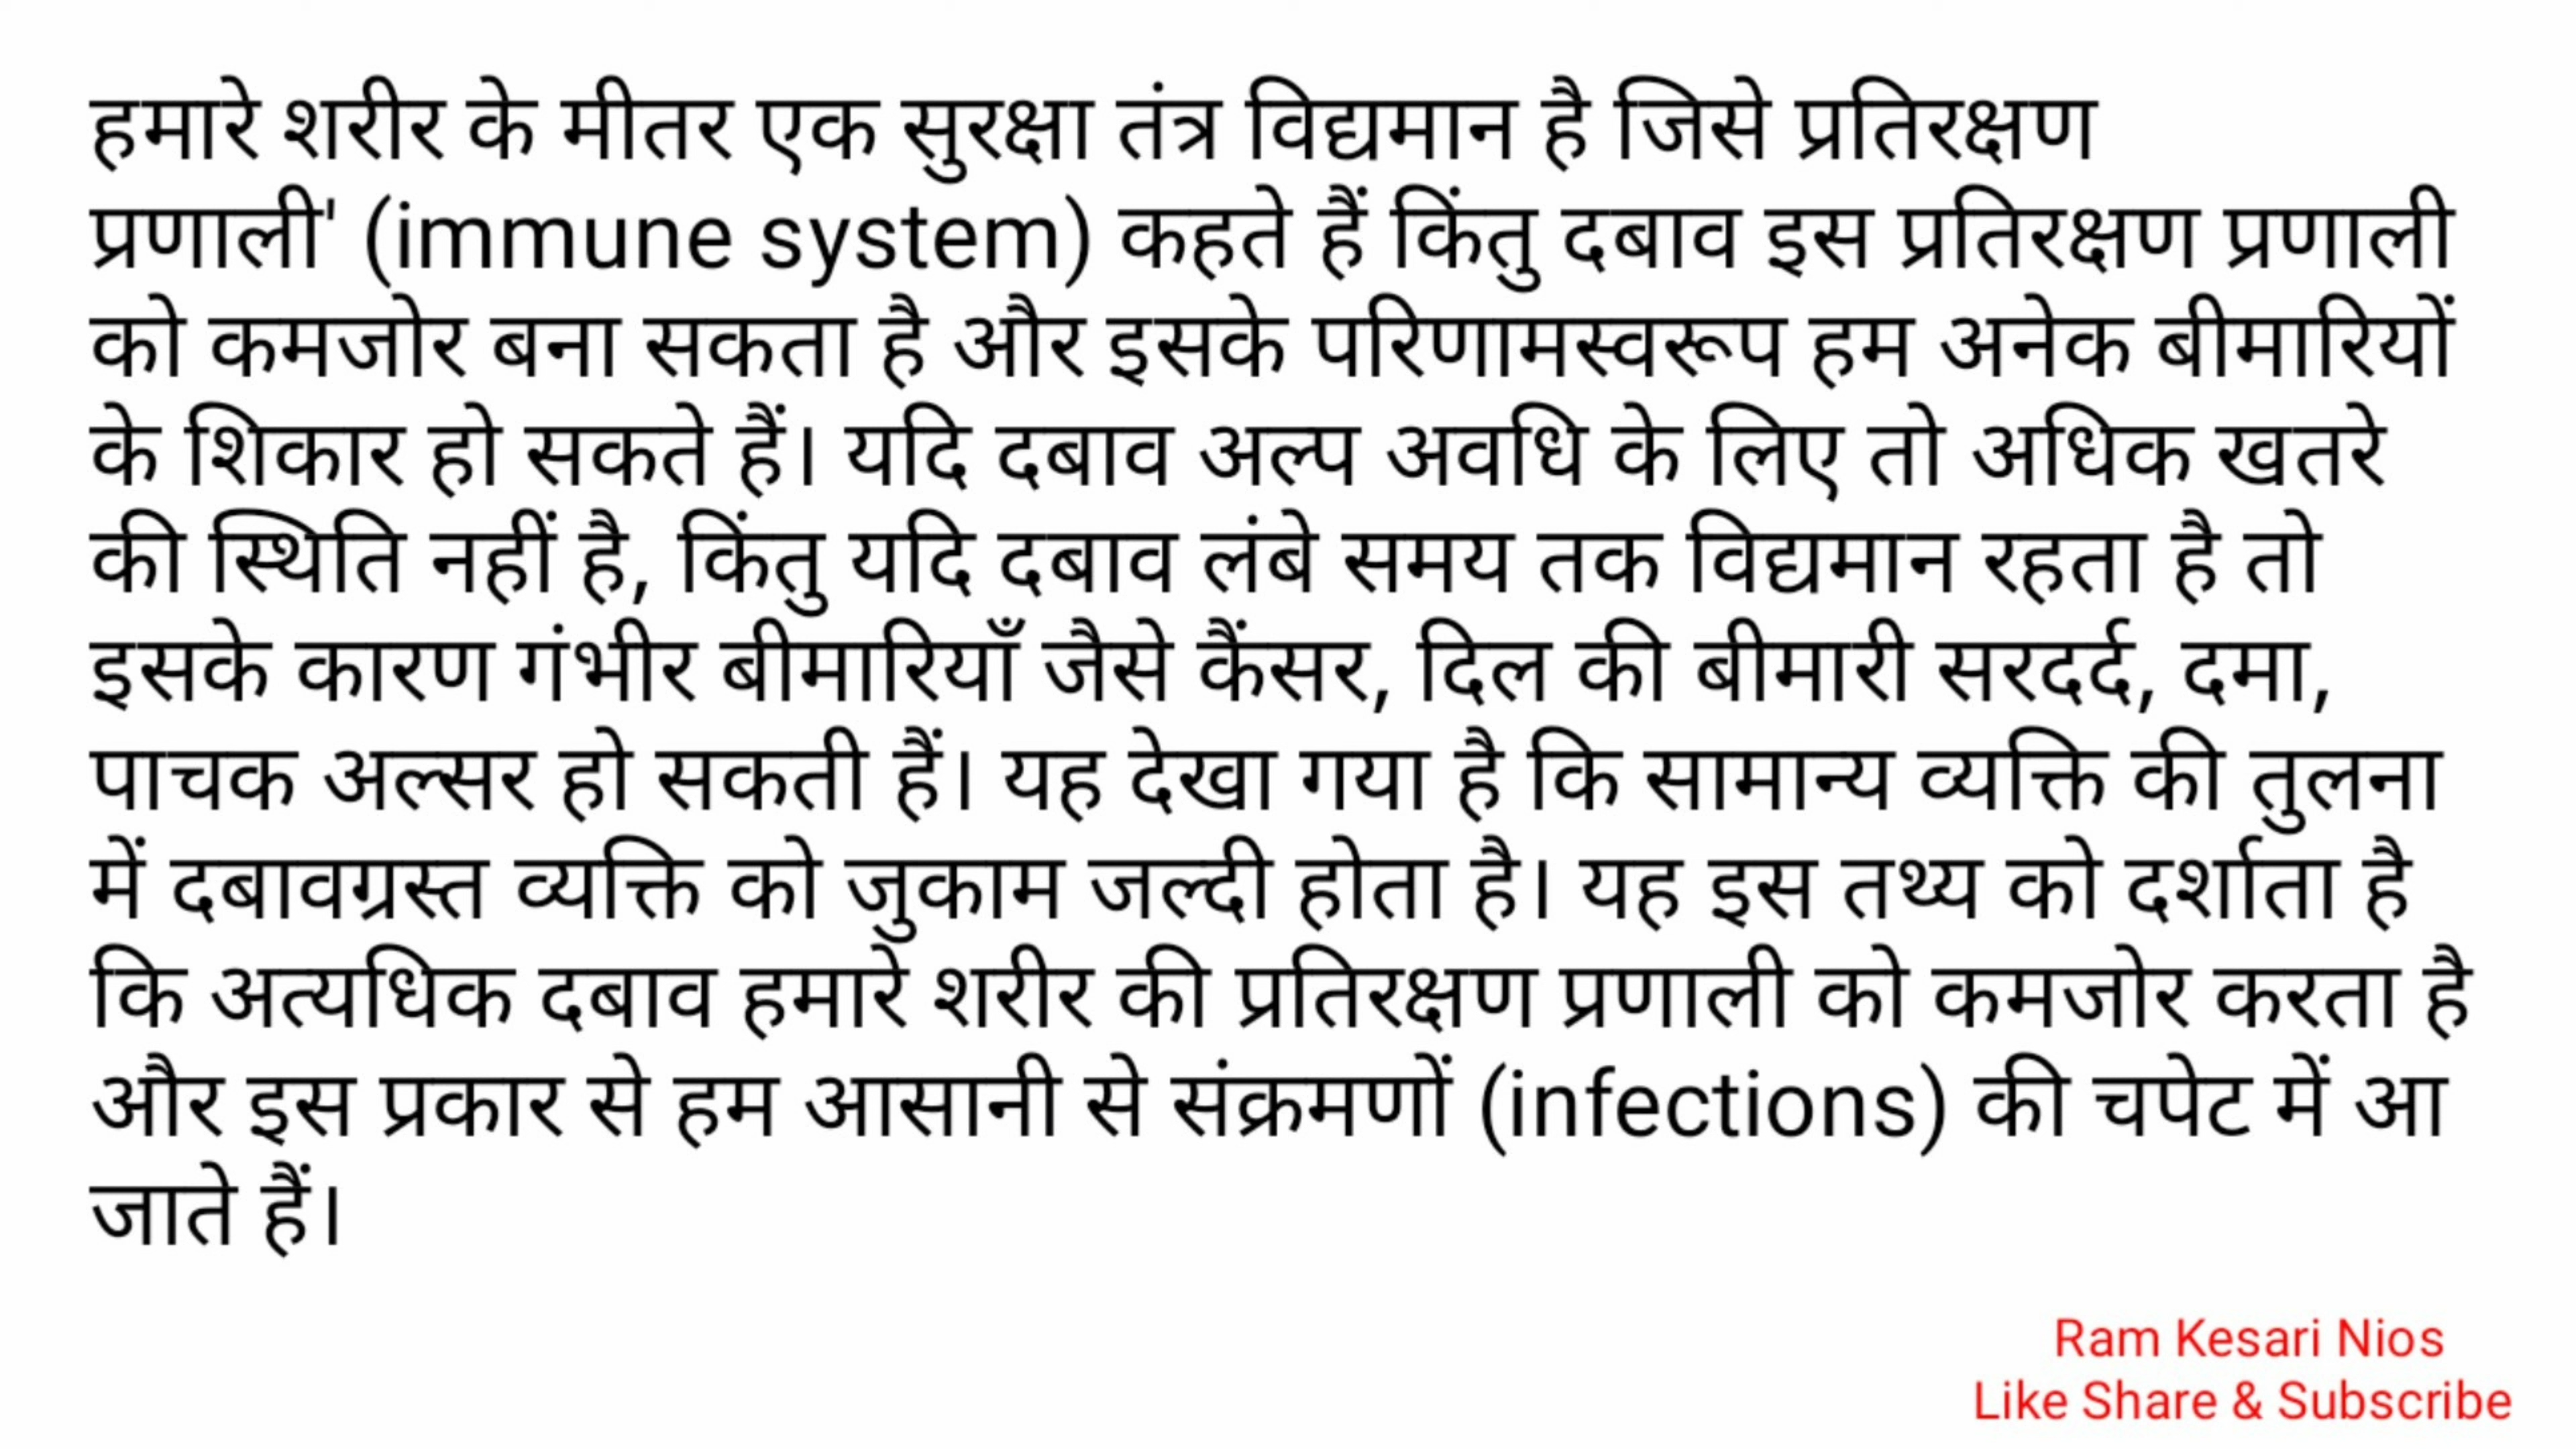 हमारे शरीर के मीतर एक सुरक्षा तंत्र विद्यमान है जिसे प्रतिरक्षण
प्रणाली' (immune system) कहते हैं किंतु दबाव इस प्रतिरक्षण प्रणाली
को कमजोर बना सकता है और इसके परिणामस्वरूप हम अनेक बीमारियों
के शिकार हो सकते हैं। यदि दबाव अल्प अवधि के लिए तो अधिक खतरे
की स्थिति नहीं है, किंतु यदि दबाव लंबे समय तक विद्यमान रहता है तो
इसके कारण गंभीर बीमारियाँ जैसे कैंसर, दिल की बीमारी सरदर्द, दमा,
पाचक अल्सर हो सकती हैं। यह देखा गया है कि सामान्य व्यक्ति की तुलना
में दबावग्रस्त व्यक्ति को जुकाम जल्दी होता है। यह इस तथ्य को दर्शाता है
कि अत्यधिक दबाव हमारे शरीर की प्रतिरक्षण प्रणाली को कमजोर करता है
और इस प्रकार से हम आसानी से संक्रमणों (infections) की चपेट में आ
जाते हैं।
Ram Kesari Nios
Like Share & Subscribe